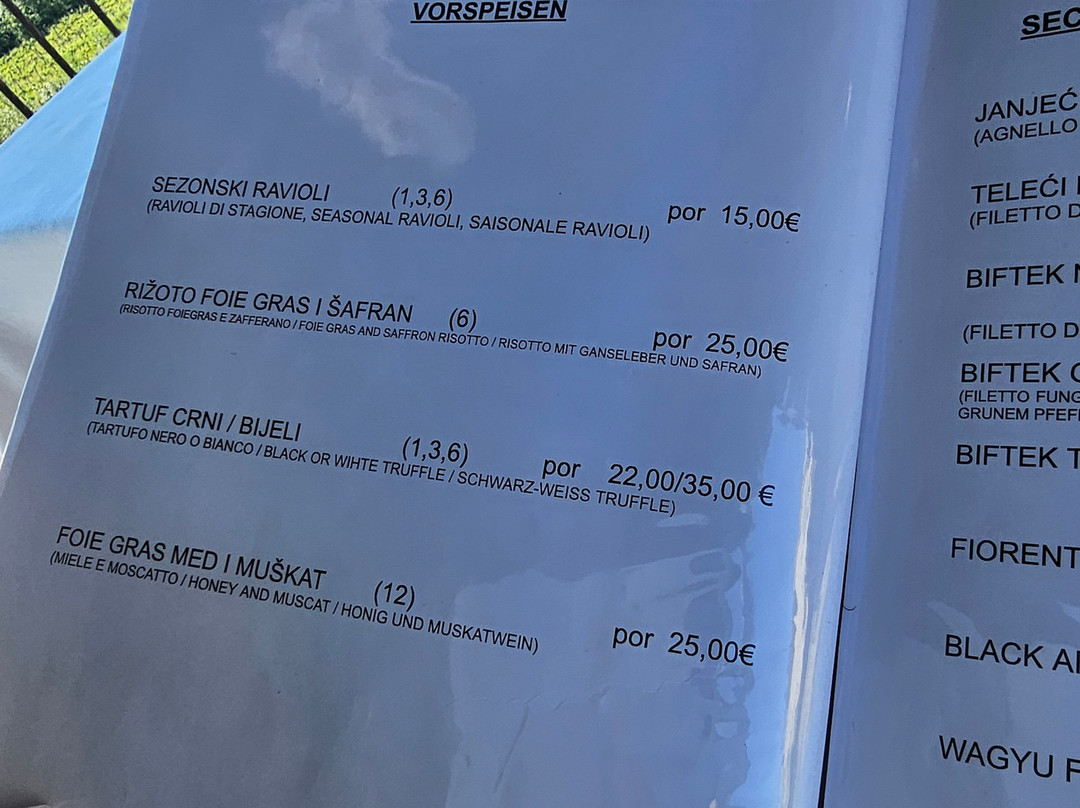 VORSPEISEN
SEZONSKI RAVIOLI (1,3,6)
(RAVIOLI DI STAGIONE, SEASONAL RAVIOLI, SAISONALE RAVIOLI) por 15,00€
RIŽOTO FOIE GRAS I ŠAFRAN (6)
(RISOTTO FOIEGRAS E ZAFFERANO / FOIE GRAS AND SAFFRON RISOTTO / RISOTTO MIT GANSELEBER UND SAFRAN) por 25,00€
TARTUF CRNI / BIJELI (1,3,6) por 22,00/35,00 €
(TARTUFO NERO O BIANCO / BLACK OR WIHTE TRUFFLE / SCHWARZ-WEISS TRUFFLE)
FOIE GRAS MED I MUŠKAT (12)
(MIELE E MOSCATTO / HONEY AND MUSCAT / HONIG UND MUSKATWEIN) por 25,00€
SEC
JANJEĆ
(AGNELLO
TELEĆI
(FILETTO D
BIFTEK
(FILETTO D
BIFTEK
(FILETTO FUNG
GRUNEM PFEF
BIFTEK T
FIORENT
BLACK
WAGYU